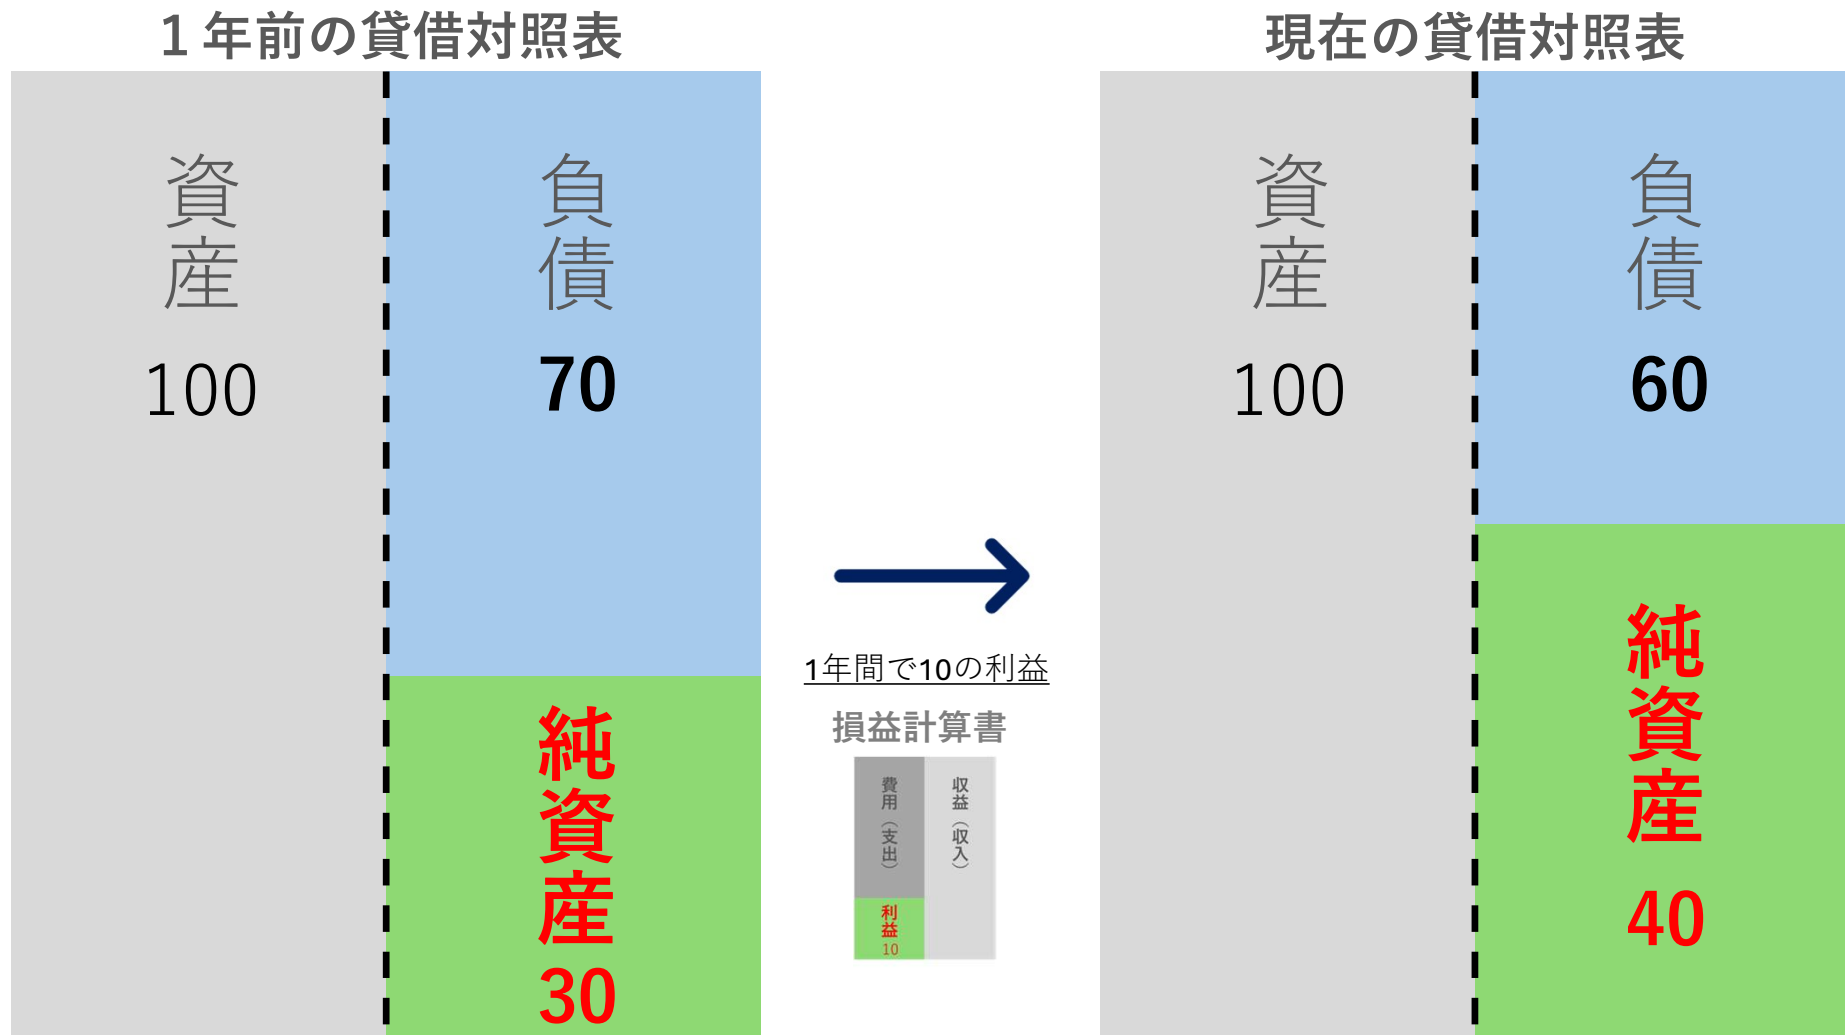 1年前の貸借対照表
資産
100
負債
70
純資産
30
1年間で10の利益
損益計算書
費用（支出）
収益（収入）
利益
10
現在の貸借対照表
資産
100
負債
60
純資産
40